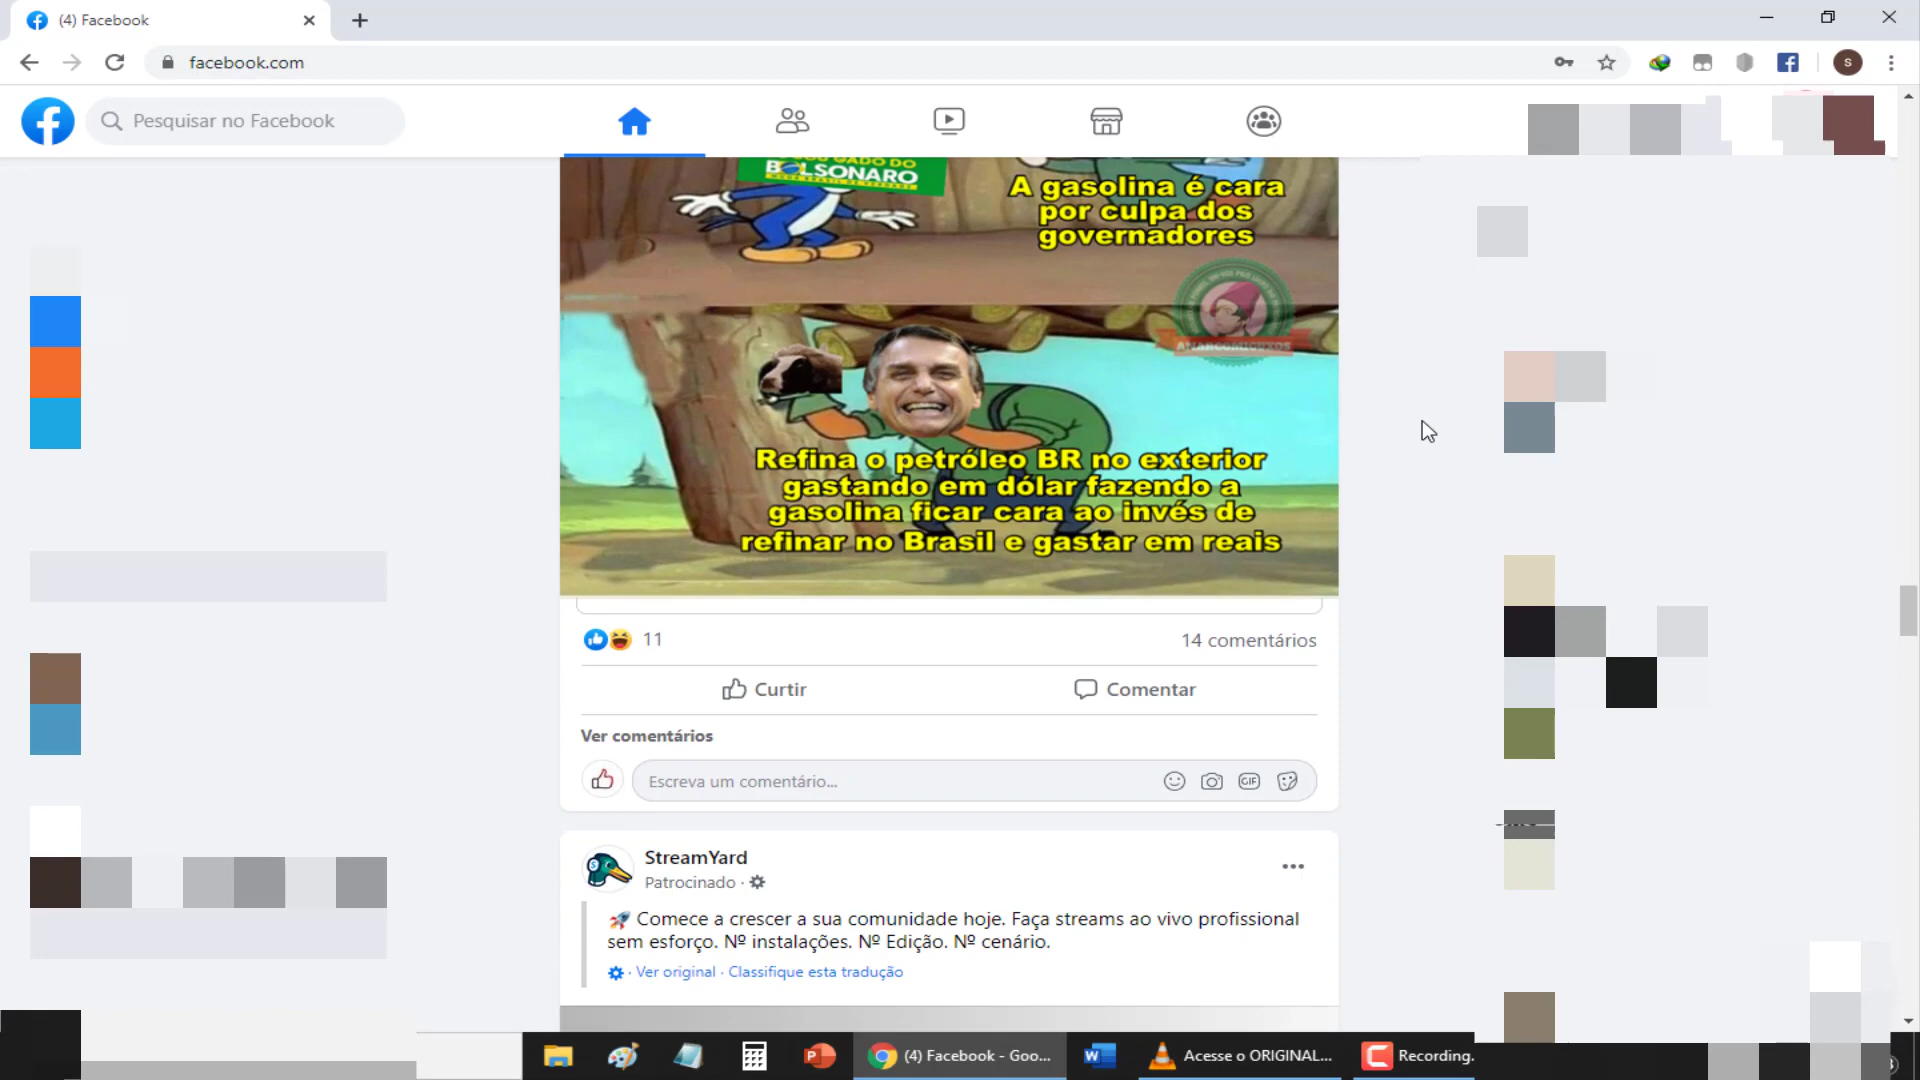 (4) Facebook
facebook.com
S
Pesquisar no Facebook
GADO DO
BOLSONARO
A gasolina é cara
por culpa dos
governadores
ANARCOMICUXOS
Refina o petróleo BR no exterior
gastando em dólar fazendo a
gasolina ficar cara ao invés de
refinar no Brasil e gastar em reais
11
14 comentários
Curtir
Comentar
Ver comentários
Escreva um comentário...
GIF
StreamYard
Patrocinado ·
🚀 Comece a crescer a sua comunidade hoje. Faça streams ao vivo profissional
sem esforço. Nº instalações. Nº Edição. Nº cenário.
· Ver original · Classifique esta tradução
(4) Facebook - Goo...
Acesse o ORIGINAL...
Recording.